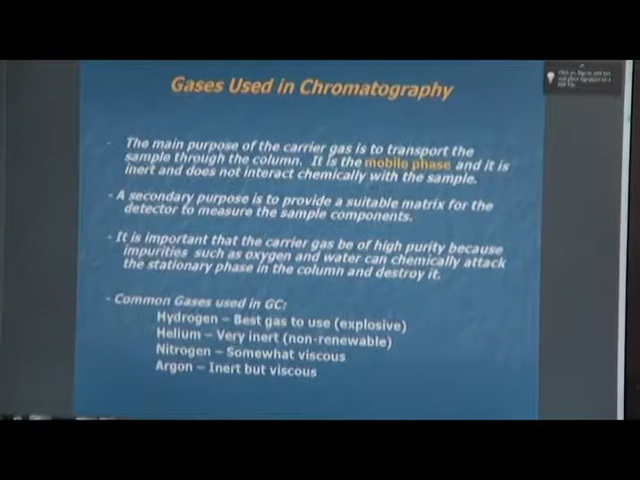 Gases Used in Chromatography
- The main purpose of the carrier gas is to transport the
sample through the column. It is the mobile phase and it is
inert and does not interact chemically with the sample.
- A secondary purpose is to provide a suitable matrix for the
detector to measure the sample components.
- It is important that the carrier gas be of high purity because
impurities such as oxygen and water can chemically attack
the stationary phase in the column and destroy it.
- Common Gases used in GC:
Hydrogen – Best gas to use (explosive)
Helium – Very inert (non-renewable)
Nitrogen – Somewhat viscous
Argon – Inert but viscous